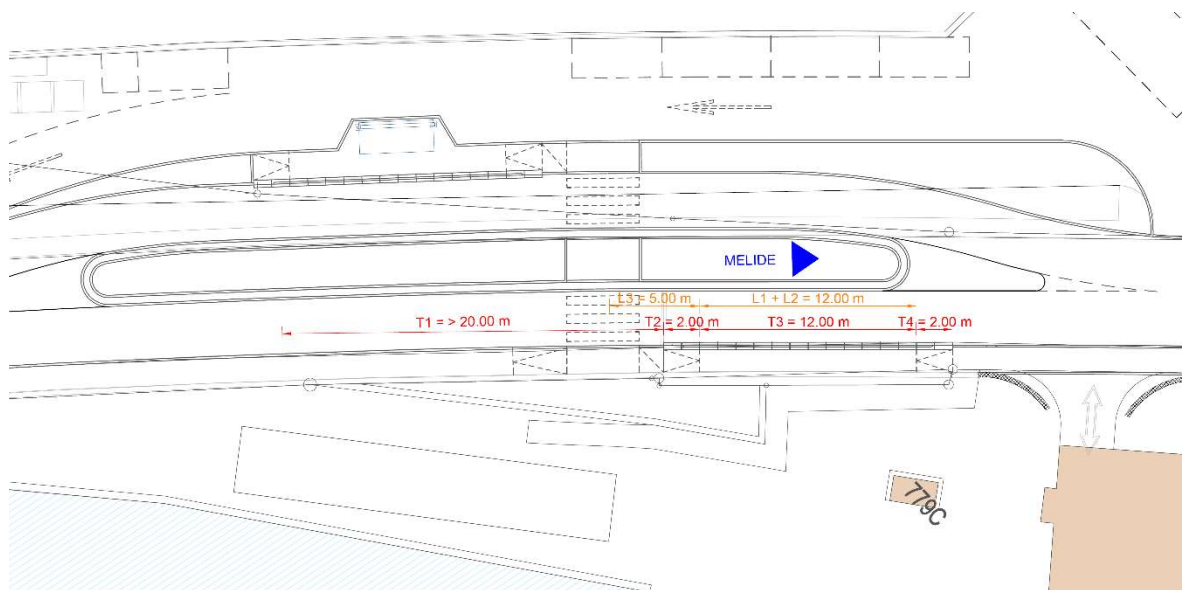 MELIDE
L3 = 5.00 m
L1 + L2 = 12.00 m
T1 = > 20.00 m
T2 = 2.00 m
T3 = 12.00 m
T4 = 2.00 m
779C